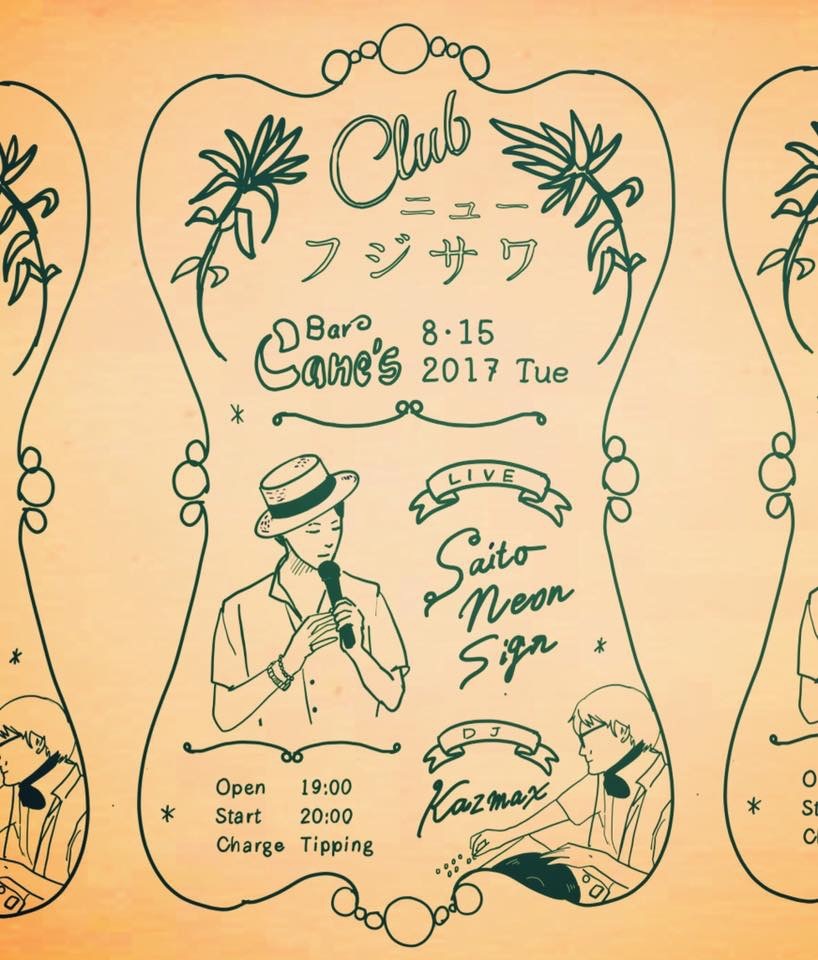 Club
ニュー
フジサワ
Bar
Cane's
8・15
2017 Tue
LIVE
Saito
Neon
Sign
DJ
Kazmax
Open 19:00
Start 20:00
Charge Tipping
O
St
C